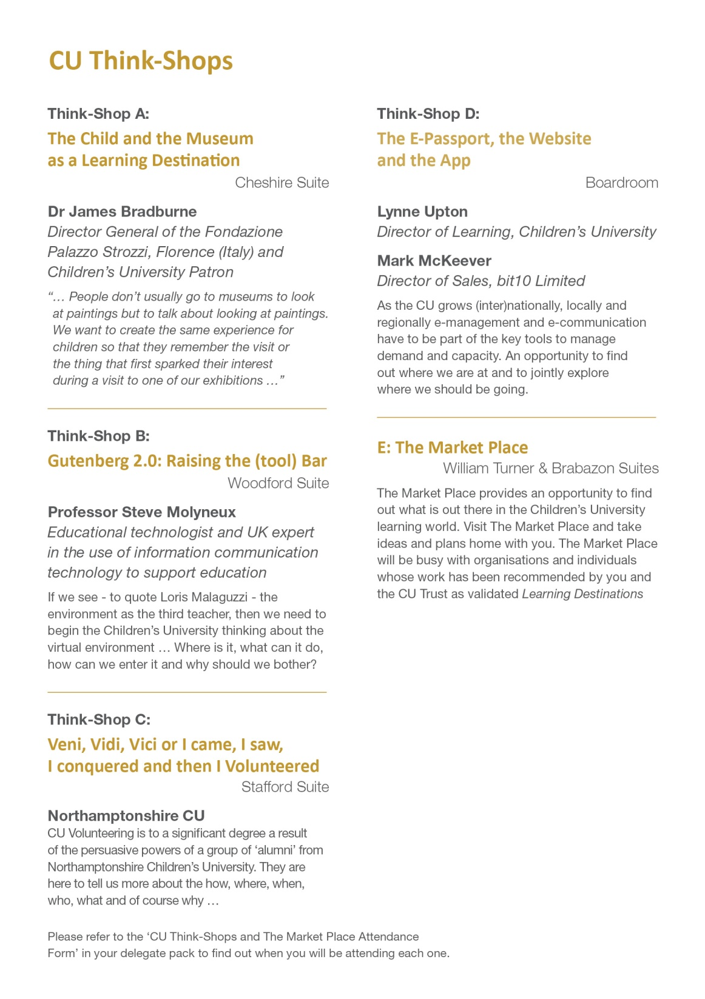 CU Think-Shops
Think-Shop A:
The Child and the Museum
as a Learning Destination
Cheshire Suite
Dr James Bradburne
Director General of the Fondazione
Palazzo Strozzi, Florence (Italy) and
Children’s University Patron
“… People don’t usually go to museums to look
at paintings but to talk about looking at paintings.
We want to create the same experience for
children so that they remember the visit or
the thing that first sparked their interest
during a visit to one of our exhibitions …”
Think-Shop B:
Gutenberg 2.0: Raising the (tool) Bar
Woodford Suite
Professor Steve Molyneux
Educational technologist and UK expert
in the use of information communication
technology to support education
If we see - to quote Loris Malaguzzi - the
environment as the third teacher, then we need to
begin the Children’s University thinking about the
virtual environment … Where is it, what can it do,
how can we enter it and why should we bother?
Think-Shop C:
Veni, Vidi, Vici or I came, I saw,
I conquered and then I Volunteered
Stafford Suite
Northamptonshire CU
CU Volunteering is to a significant degree a result
of the persuasive powers of a group of ‘alumni’ from
Northamptonshire Children’s University. They are
here to tell us more about the how, where, when,
who, what and of course why …
Think-Shop D:
The E-Passport, the Website
and the App
Boardroom
Lynne Upton
Director of Learning, Children’s University
Mark McKeever
Director of Sales, bit10 Limited
As the CU grows (inter)nationally, locally and
regionally e-management and e-communication
have to be part of the key tools to manage
demand and capacity. An opportunity to find
out where we are at and to jointly explore
where we should be going.
E: The Market Place
William Turner & Brabazon Suites
The Market Place provides an opportunity to find
out what is out there in the Children’s University
learning world. Visit The Market Place and take
ideas and plans home with you. The Market Place
will be busy with organisations and individuals
whose work has been recommended by you and
the CU Trust as validated Learning Destinations
Please refer to the ‘CU Think-Shops and The Market Place Attendance
Form’ in your delegate pack to find out when you will be attending each one.